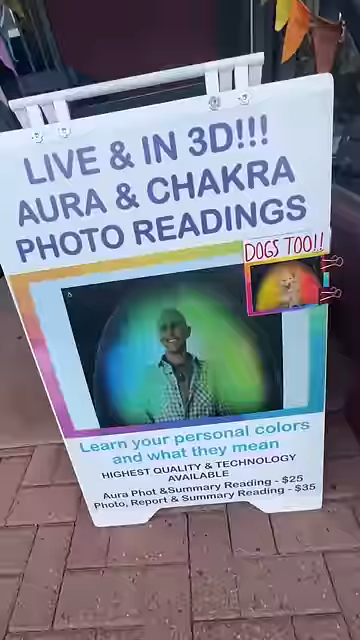 LIVE & IN 3D!!!
AURA & CHAKRA
PHOTO READINGS
DOGS TOO!!
Learn your personal colors
and what they mean
HIGHEST QUALITY & TECHNOLOGY
AVAILABLE
Aura Phot &Summary Reading - $25
Photo, Report & Summary Reading - $35